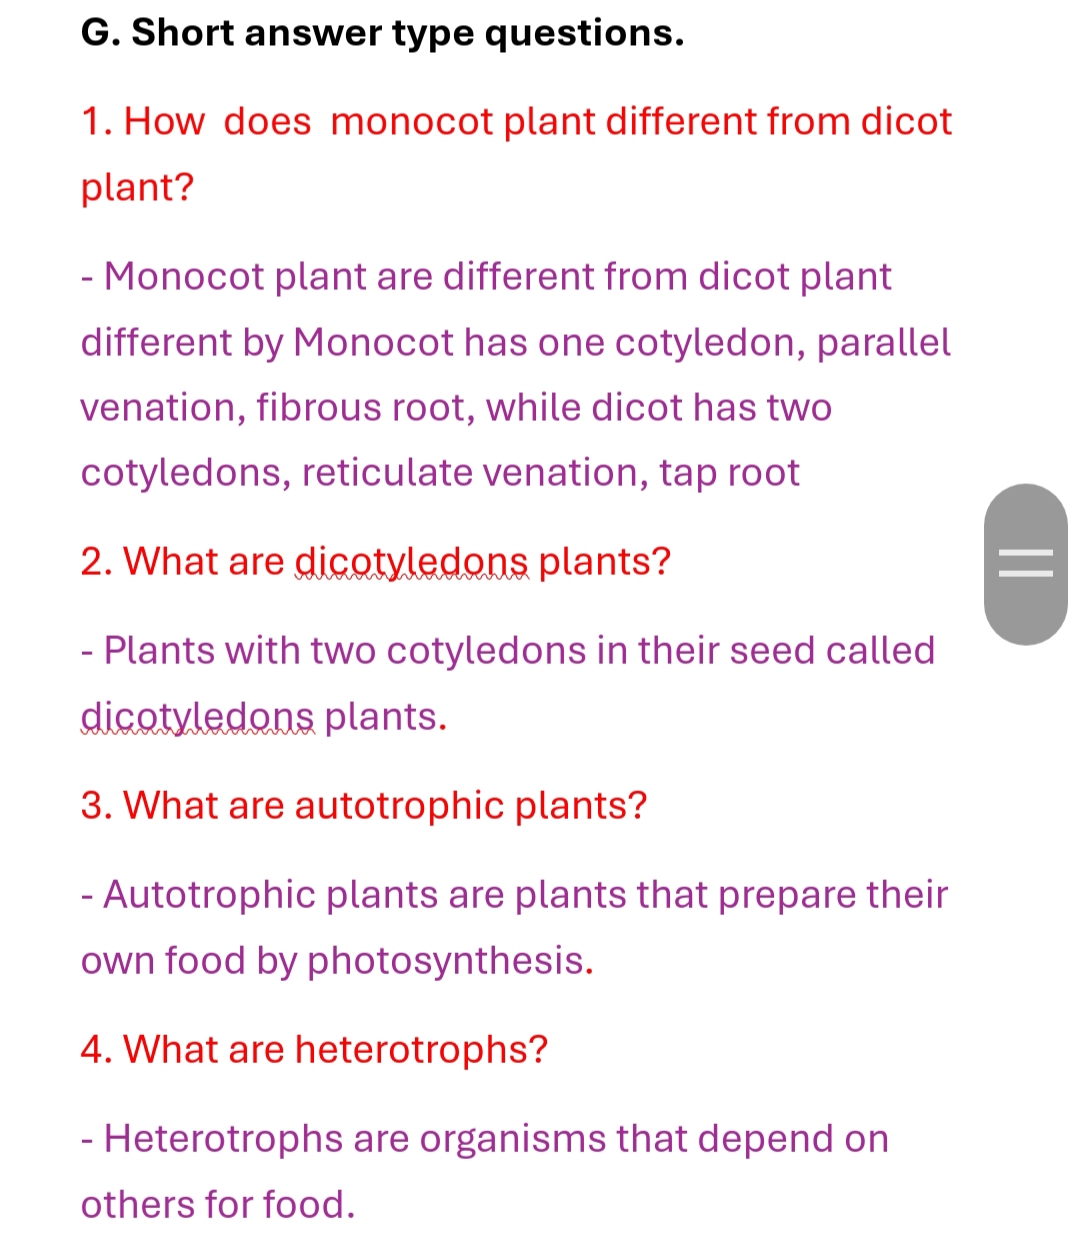 G. Short answer type questions.
1. How does monocot plant different from dicot
plant?
- Monocot plant are different from dicot plant
different by Monocot has one cotyledon, parallel
venation, fibrous root, while dicot has two
cotyledons, reticulate venation, tap root
2. What are dicotyledons plants?
- Plants with two cotyledons in their seed called
dicotyledons plants.
3. What are autotrophic plants?
- Autotrophic plants are plants that prepare their
own food by photosynthesis.
4. What are heterotrophs?
- Heterotrophs are organisms that depend on
others for food.